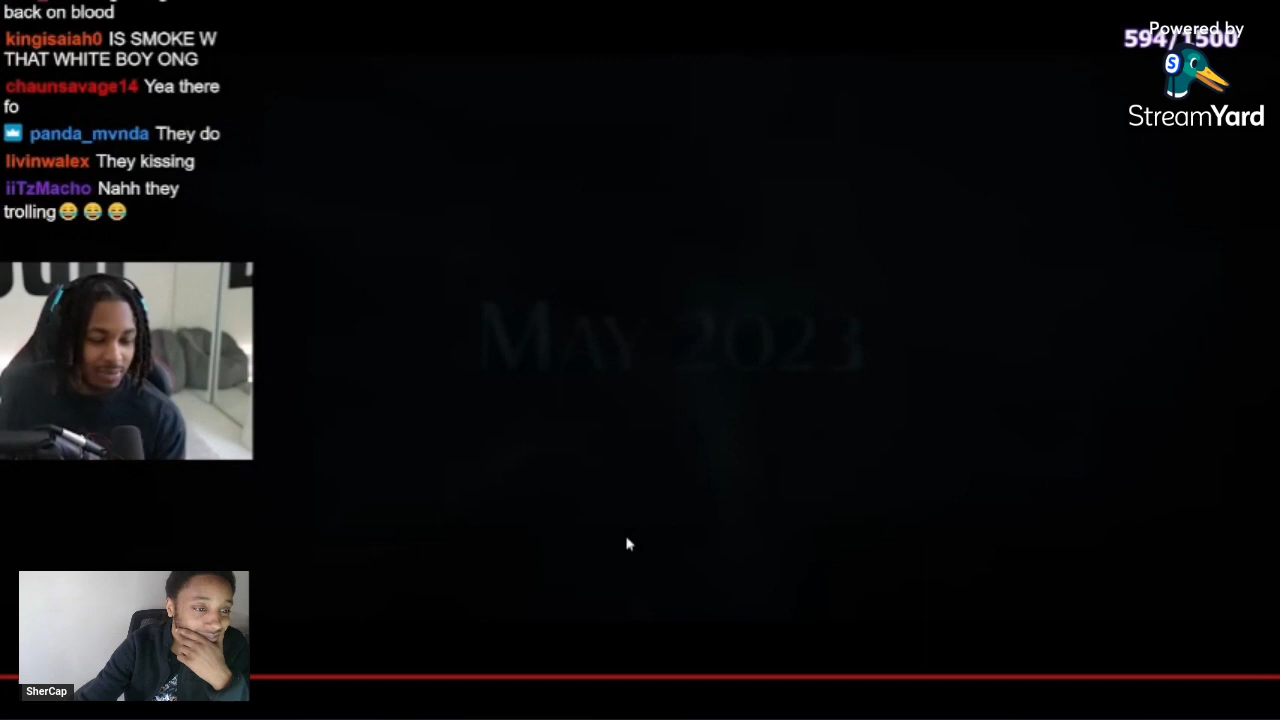 back on blood
kingisaiah0 IS SMOKE W
THAT WHITE BOY ONG
chaunsavage14 Yea there
fo
panda_mvnda They do
livinwalex They kissing
iiTzMacho Nahh they
trolling😂 😂 😂
Powered by
594/1500
S
StreamYard
MAY 2023
SherCap